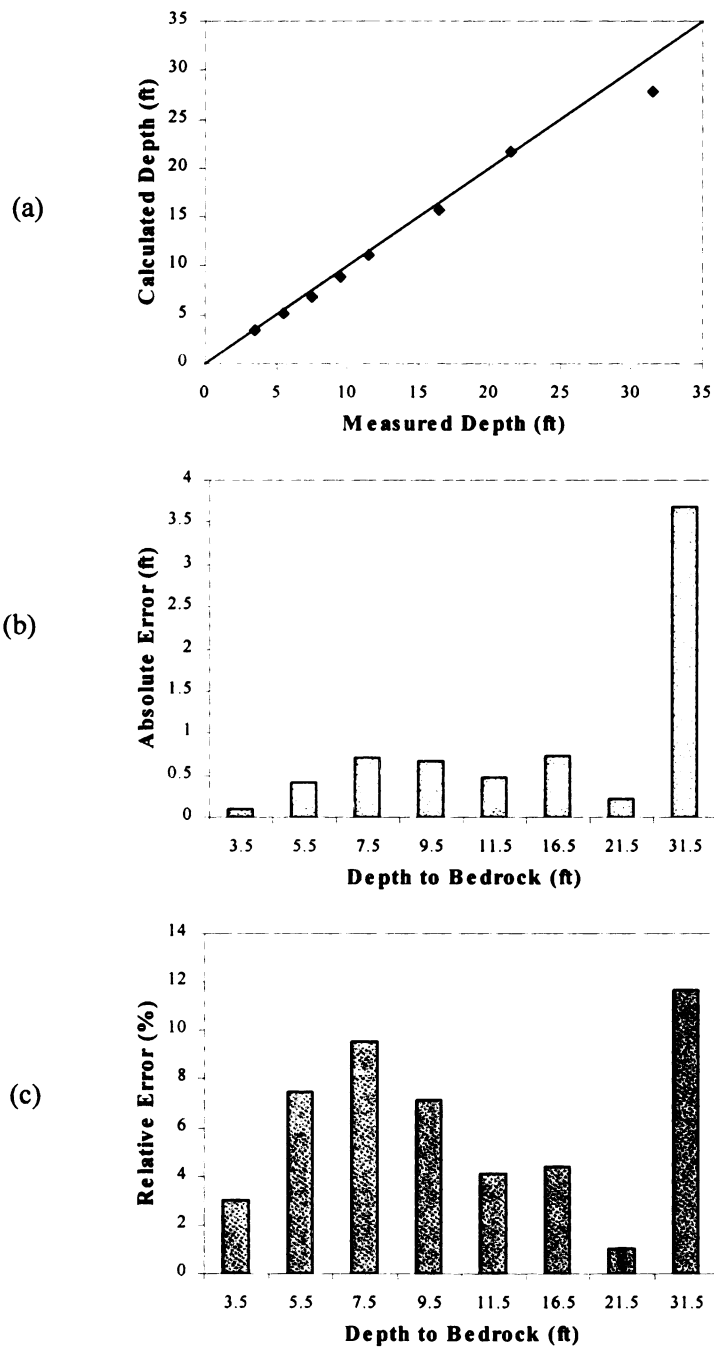 (a)
Calculated Depth (ft)
35
30
25
20
15
10
5
0
0 5 10 15 20 25 30 35
Measured Depth (ft)
(b)
Absolute Error (ft)
4
3.5
3
2.5
2
1.5
1
0.5
0
3.5 5.5 7.5 9.5 11.5 16.5 21.5 31.5
Depth to Bedrock (ft)
(c)
Relative Error (%)
14
12
10
8
6
4
2
0
3.5 5.5 7.5 9.5 11.5 16.5 21.5 31.5
Depth to Bedrock (ft)